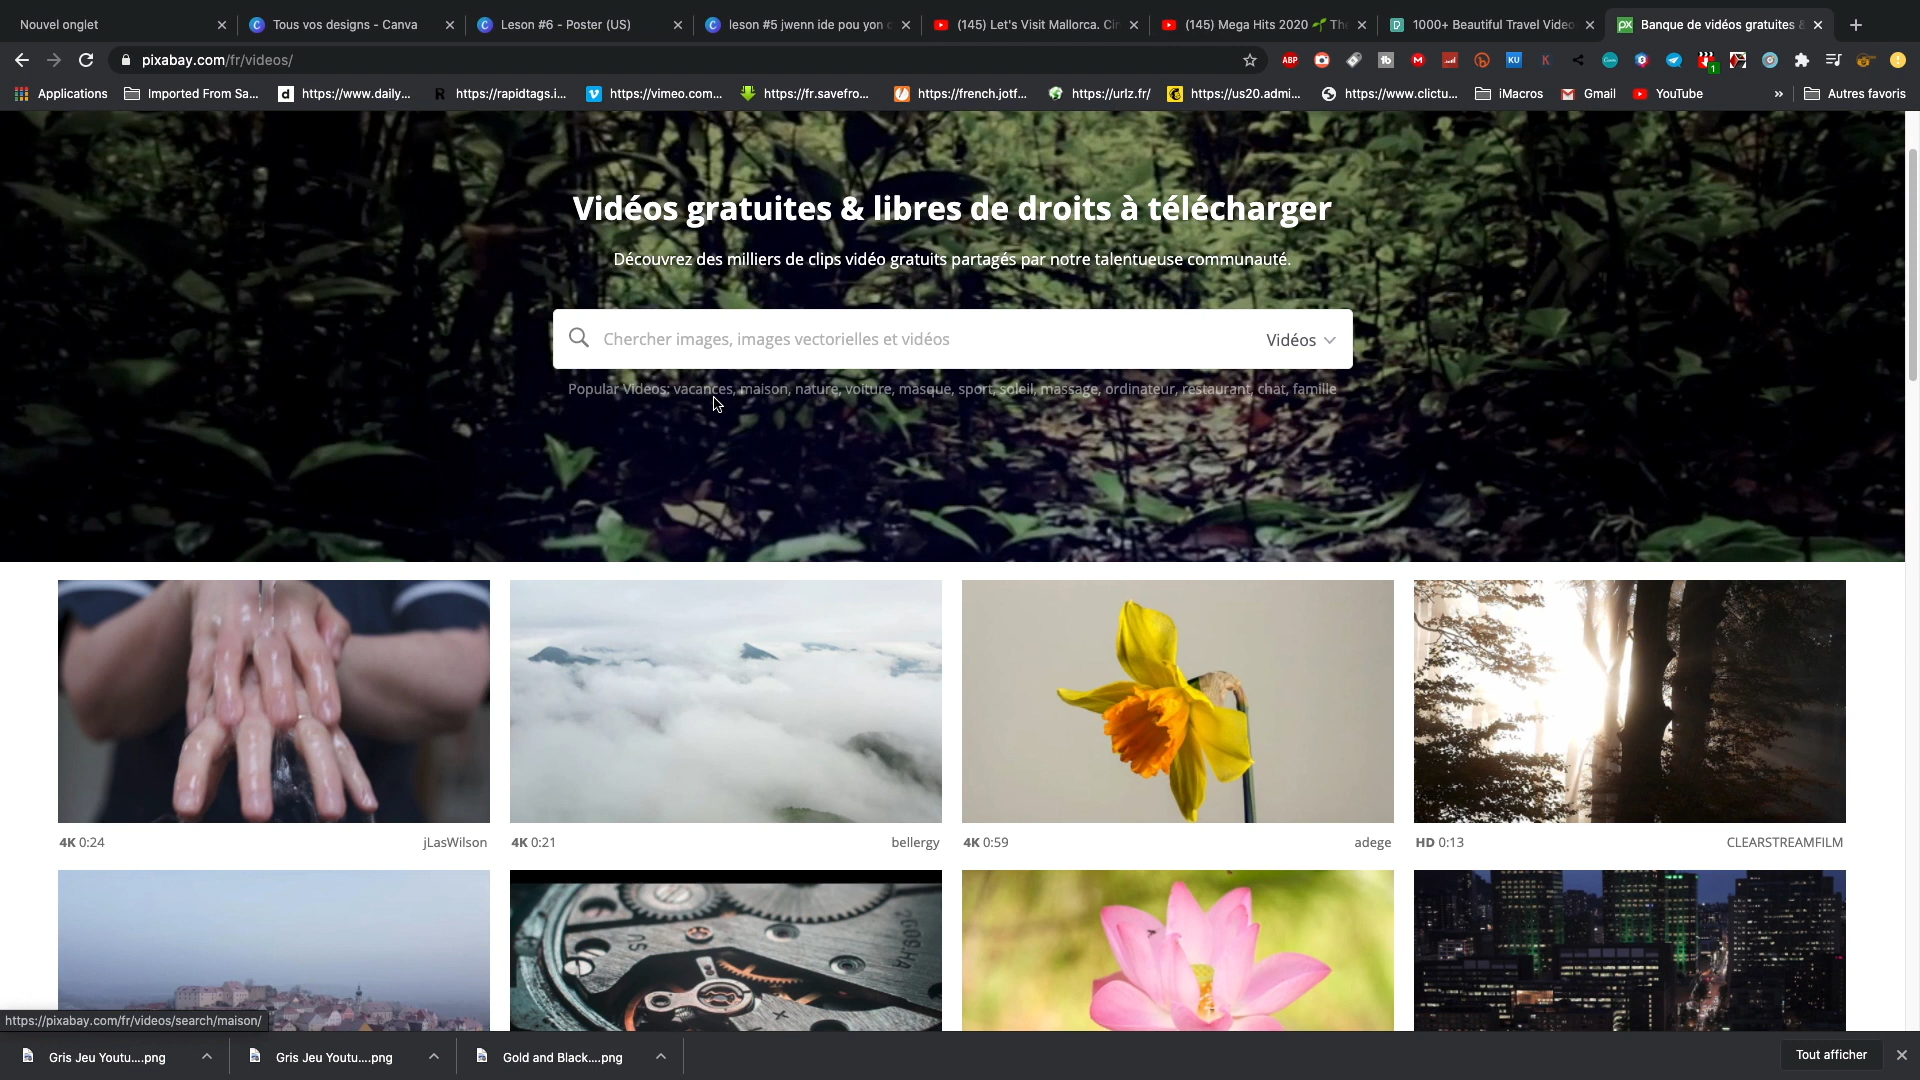 Nouvel onglet
Tous vos designs - Canva
Leson #6 - Poster (US)
leson #5 jwenn ide pou yon
(145) Let's Visit Mallorca. Cin
(145) Mega Hits 2020 🌱 The
1000+ Beautiful Travel Video
Banque de vidéos gratuites &
pixabay.com/fr/videos/
Applications
Imported From Sa...
https://www.daily...
https://rapidtags.i...
https://vimeo.com...
https://fr.savefro...
https://french.jotf...
https://urlz.fr/
https://us20.admi...
https://www.clictu...
iMacros
Gmail
YouTube
»
Autres favoris
Vidéos gratuites & libres de droits à télécharger
Découvrez des milliers de clips vidéo gratuits partagés par notre talentueuse communauté.
Chercher images, images vectorielles et vidéos
Vidéos
Popular Videos: vacances, maison, nature, voiture, masque, sport, soleil, massage, ordinateur, restaurant, chat, famille
4K 0:24
jLasWilson
4K 0:21
bellergy
4K 0:59
adege
HD 0:13
CLEARSTREAMFILM
https://pixabay.com/fr/videos/search/maison/
Gris Jeu Youtu....png
Gris Jeu Youtu....png
Gold and Black....png
Tout afficher